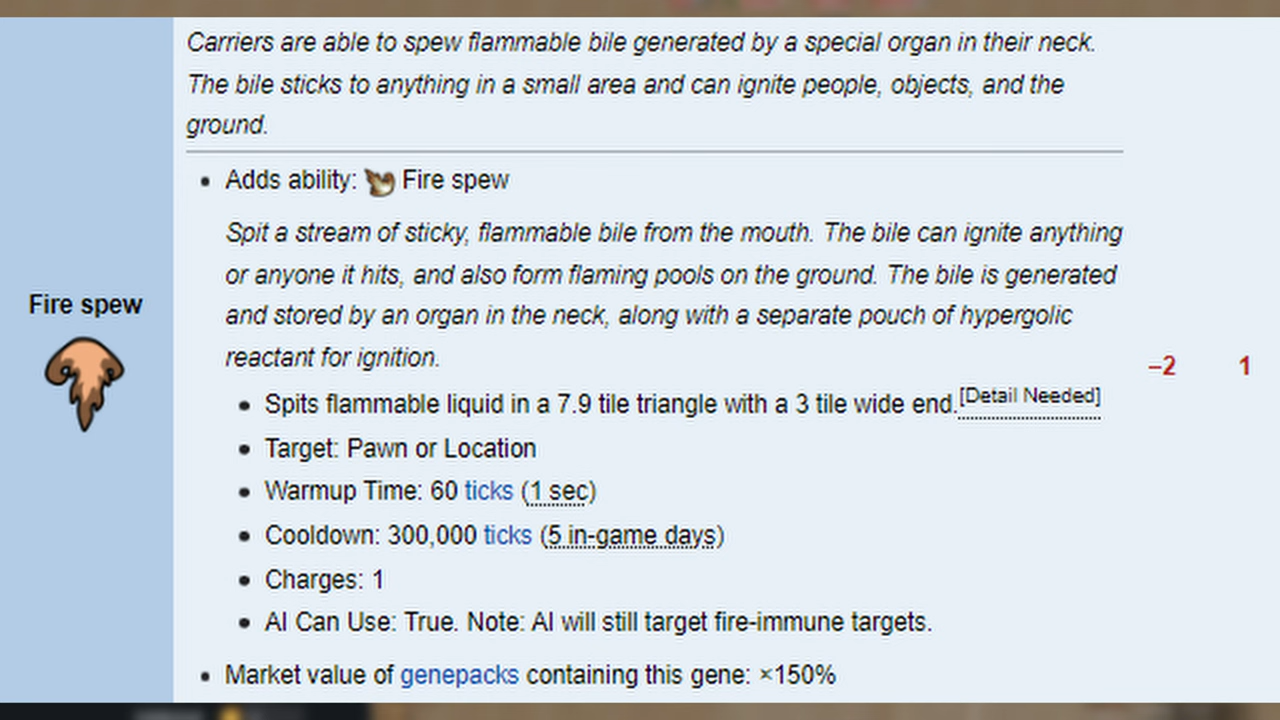 Carriers are able to spew flammable bile generated by a special organ in their neck.
The bile sticks to anything in a small area and can ignite people, objects, and the
ground.
• Adds ability: Fire spew
Spit a stream of sticky, flammable bile from the mouth. The bile can ignite anything
or anyone it hits, and also form flaming pools on the ground. The bile is generated
and stored by an organ in the neck, along with a separate pouch of hypergolic
reactant for ignition.
Fire spew
–2 1
• Spits flammable liquid in a 7.9 tile triangle with a 3 tile wide end.[Detail Needed]
• Target: Pawn or Location
• Warmup Time: 60 ticks (1 sec)
• Cooldown: 300,000 ticks (5 in-game days)
• Charges: 1
• AI Can Use: True. Note: AI will still target fire-immune targets.
• Market value of genepacks containing this gene: ×150%